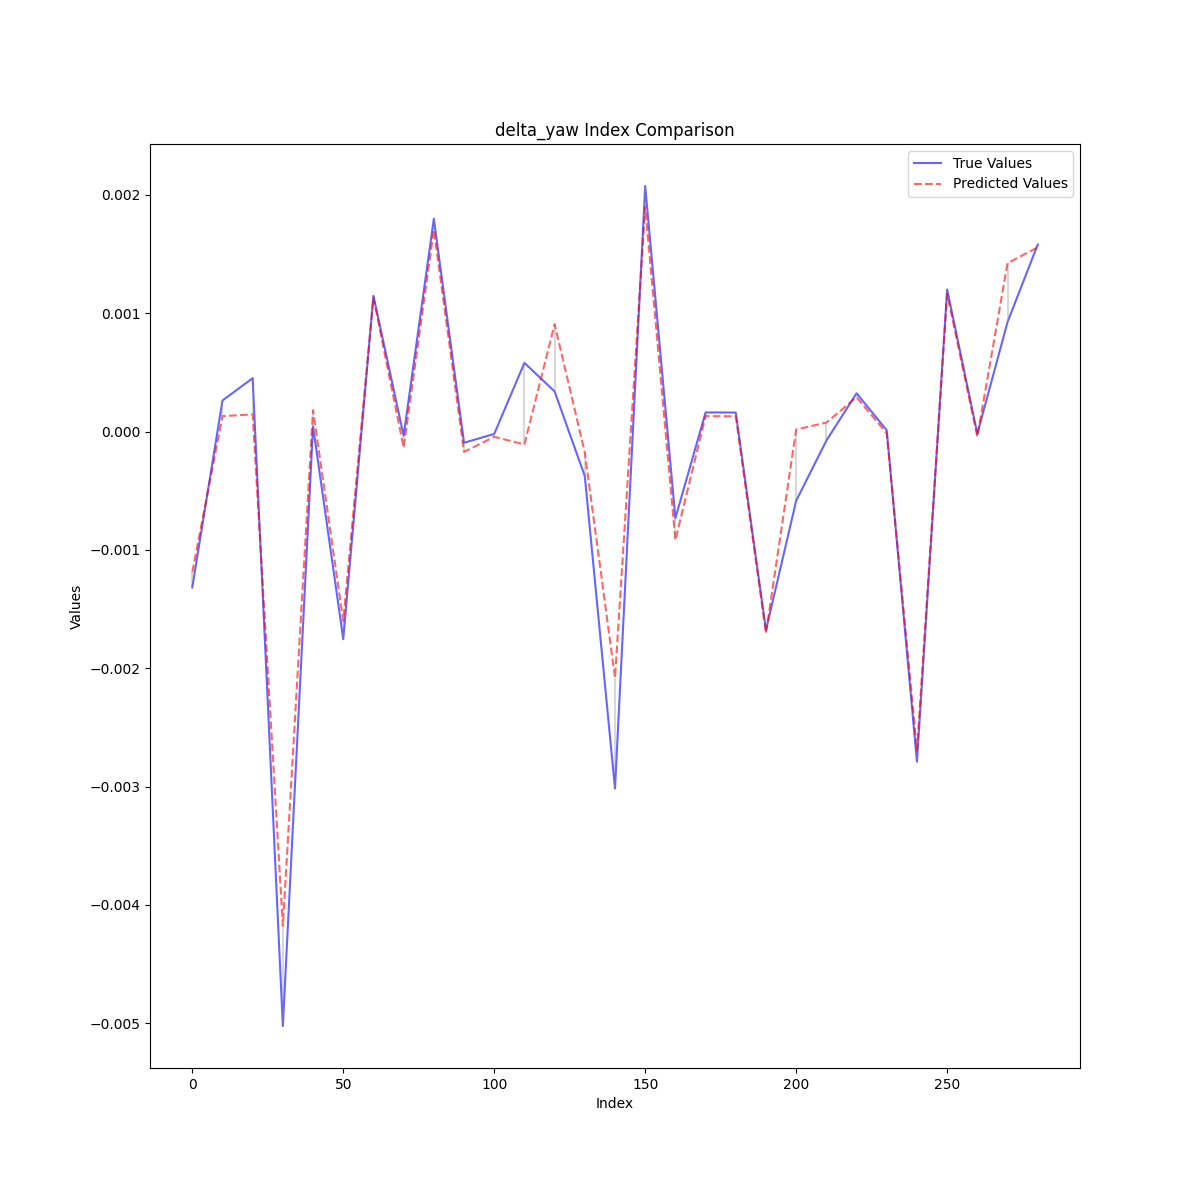 delta_yaw Index Comparison
True Values
Predicted Values
0.002
0.001
0.000
−0.001
−0.002
−0.003
−0.004
−0.005
Values
0 50 100 150 200 250
Index